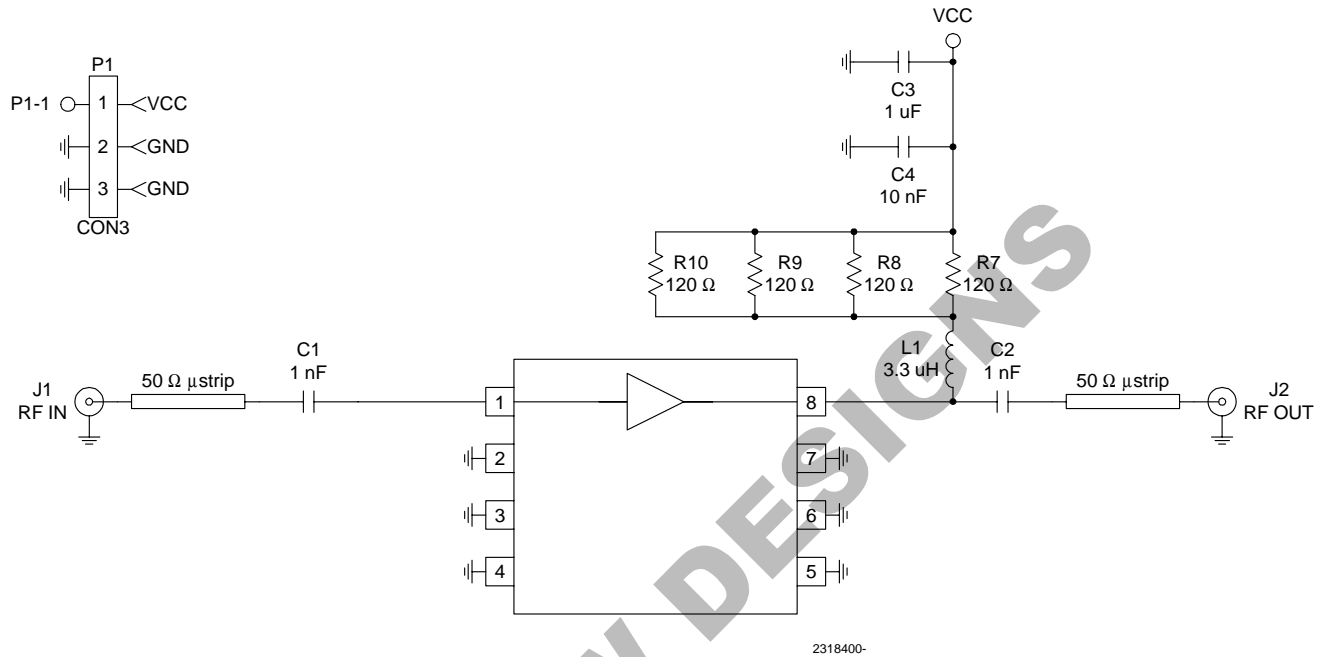 VCC
P1
P1-1
1
VCC
2
GND
3
GND
CON3
C3
1 uF
C4
10 nF
R10
120 Ω
R9
120 Ω
R8
120 Ω
R7
120 Ω
L1
3.3 uH
C1
1 nF
C2
1 nF
J1
RF IN
50 Ω µstrip
1
8
50 Ω µstrip
J2
RF OUT
2
7
3
6
4
5
W DESIGNS
2318400-